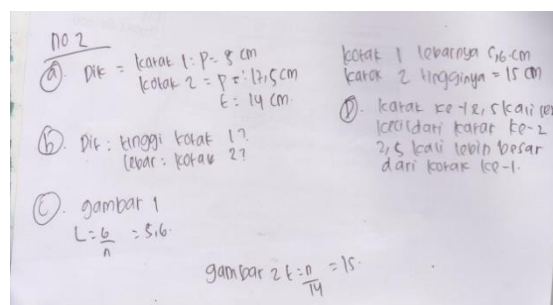 no 2
(a). Dik = kotak 1 : P = 8 cm
kotak 2 = P = 17,5 cm
t = 14 cm.
(b). Dit : tinggi kotak 1?
lebar : kotak 2?
(c). gambar 1
L = 6/n = 5,6.
gambar 2 t = n/14 = 15.
kotak 1 lebarnya 5,6 cm
kotak 2 tingginya = 15 cm
(D). kotak ke-1 2,5 kali
kecil dari kotak ke-2
2,5 kali lebih besar
dari kotak ke-1.